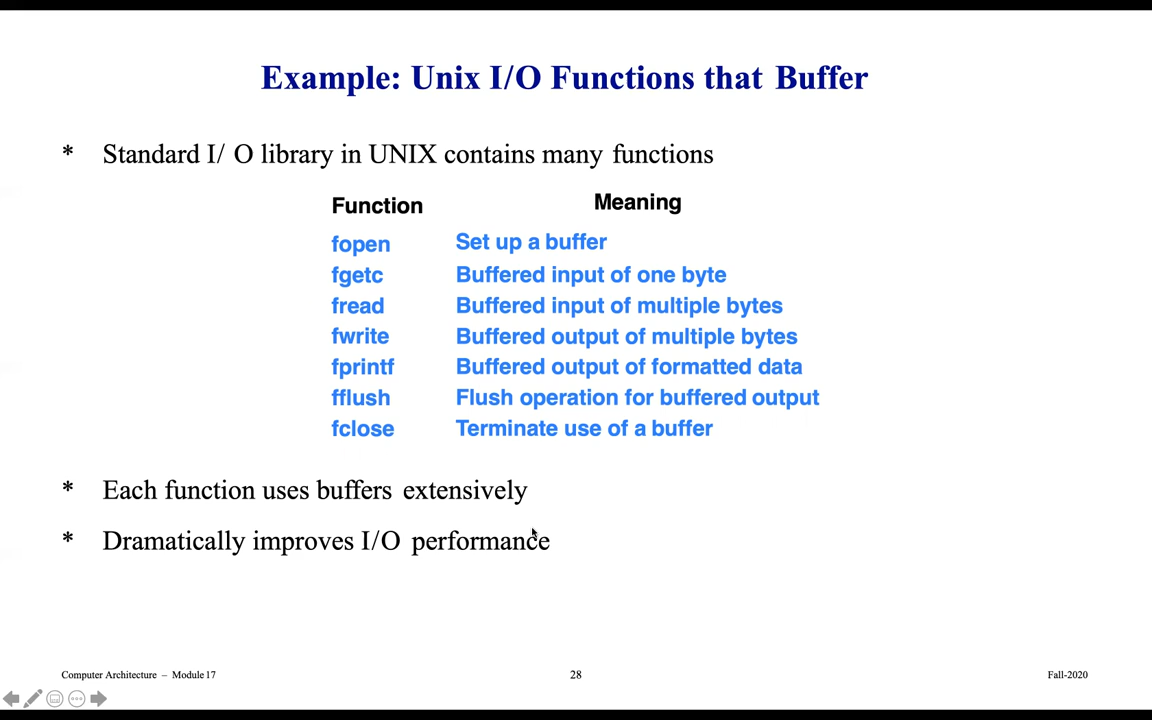 Example: Unix I/O Functions that Buffer
* Standard I/ O library in UNIX contains many functions
Function Meaning
fopen Set up a buffer
fgetc Buffered input of one byte
fread Buffered input of multiple bytes
fwrite Buffered output of multiple bytes
fprintf Buffered output of formatted data
fflush Flush operation for buffered output
fclose Terminate use of a buffer
* Each function uses buffers extensively
* Dramatically improves I/O performance
Computer Architecture – Module 17 28 Fall-2020